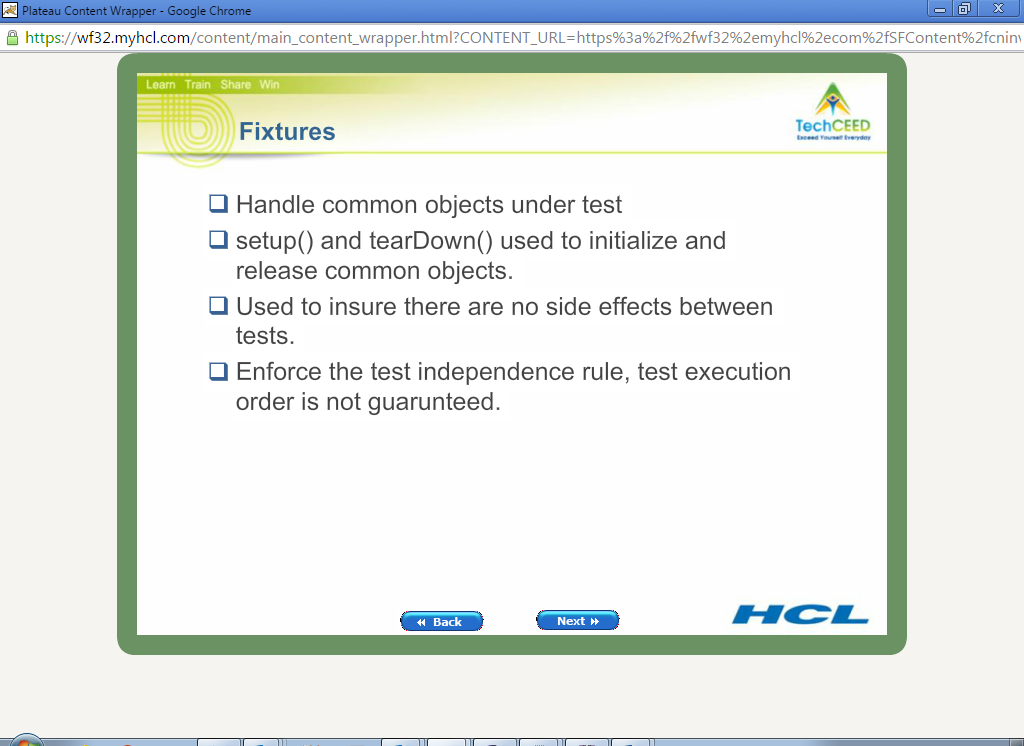 Plateau Content Wrapper - Google Chrome
https://wf32.myhcl.com/content/main_content_wrapper.html?CONTENT_URL=https%3a%2f%2fwf32%2emyhcl%2ecom%2fSFContent%2fcninv
Learn Train Share Win
Fixtures
TechCEED
Exceed Yourself Everyday
Handle common objects under test
setup() and tearDown() used to initialize and
release common objects.
Used to insure there are no side effects between
tests.
Enforce the test independence rule, test execution
order is not guarunteed.
Back
Next
HCL